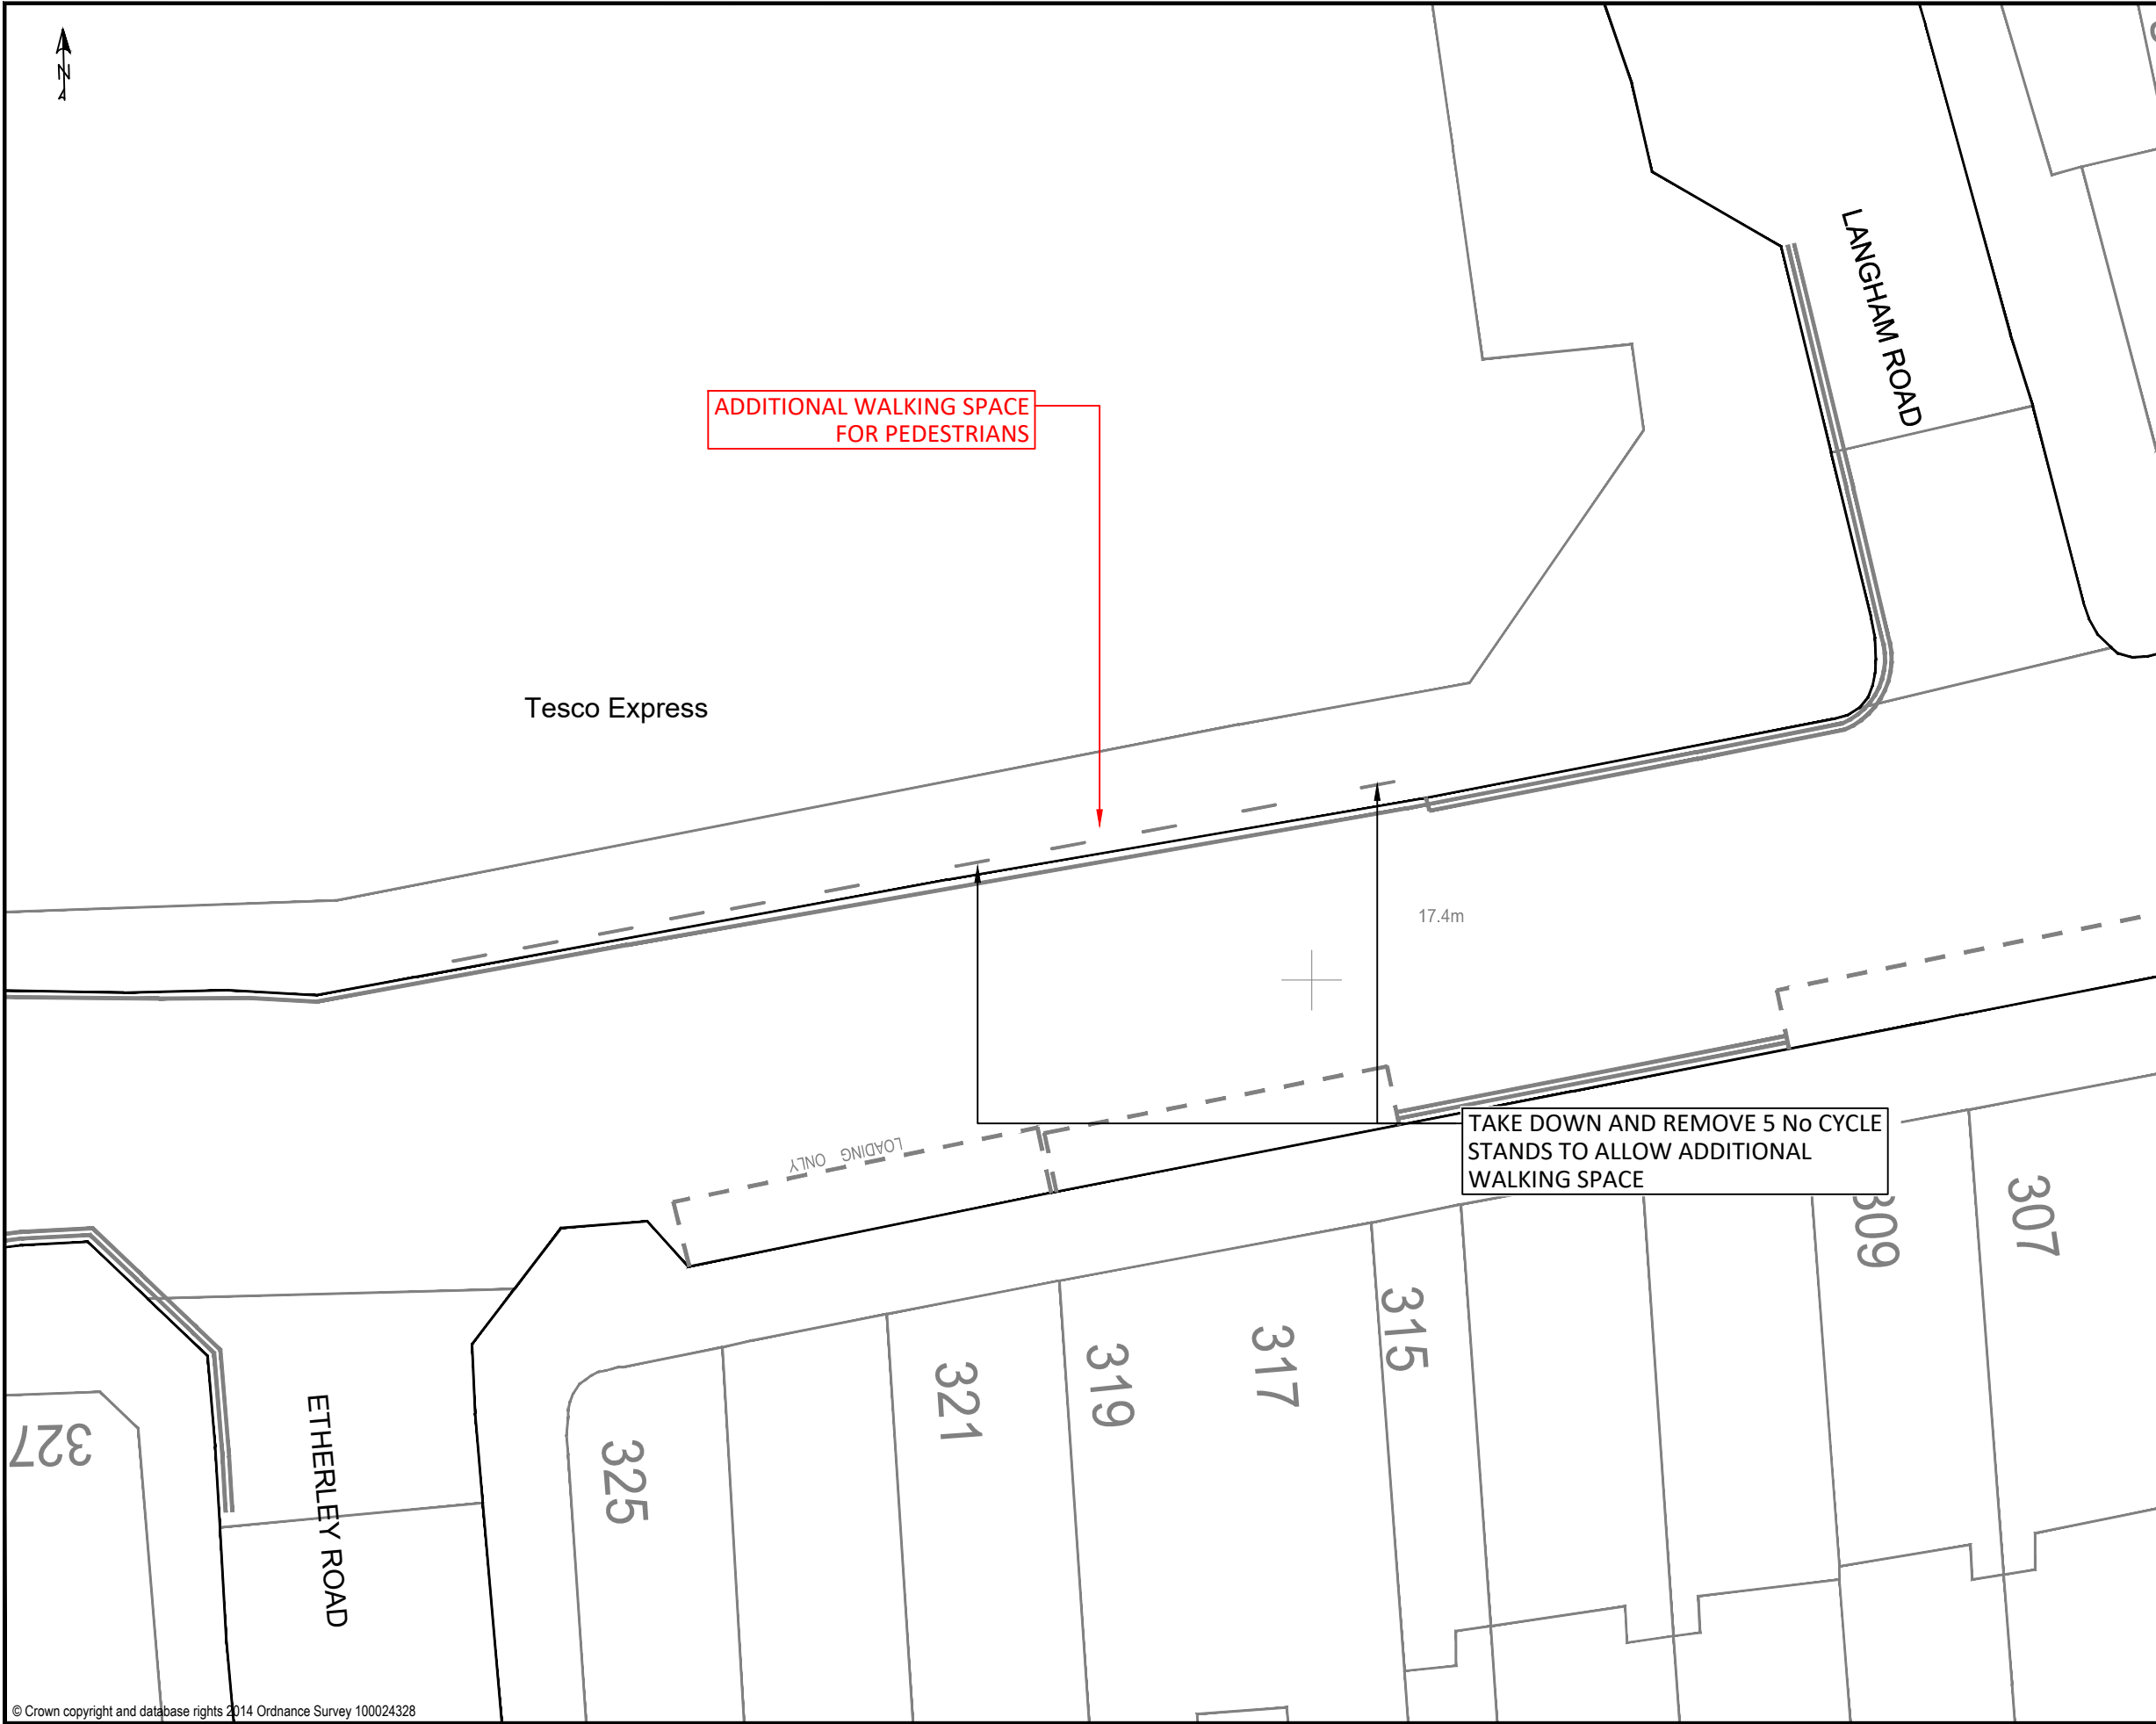 N
LANGHAM ROAD
ADDITIONAL WALKING SPACE
FOR PEDESTRIANS
Tesco Express
17.4m
LOADING ONLY
TAKE DOWN AND REMOVE 5 No CYCLE
STANDS TO ALLOW ADDITIONAL
WALKING SPACE
309
307
315
317
319
321
325
327
ETHERLEY ROAD
© Crown copyright and database rights 2014 Ordnance Survey 100024328